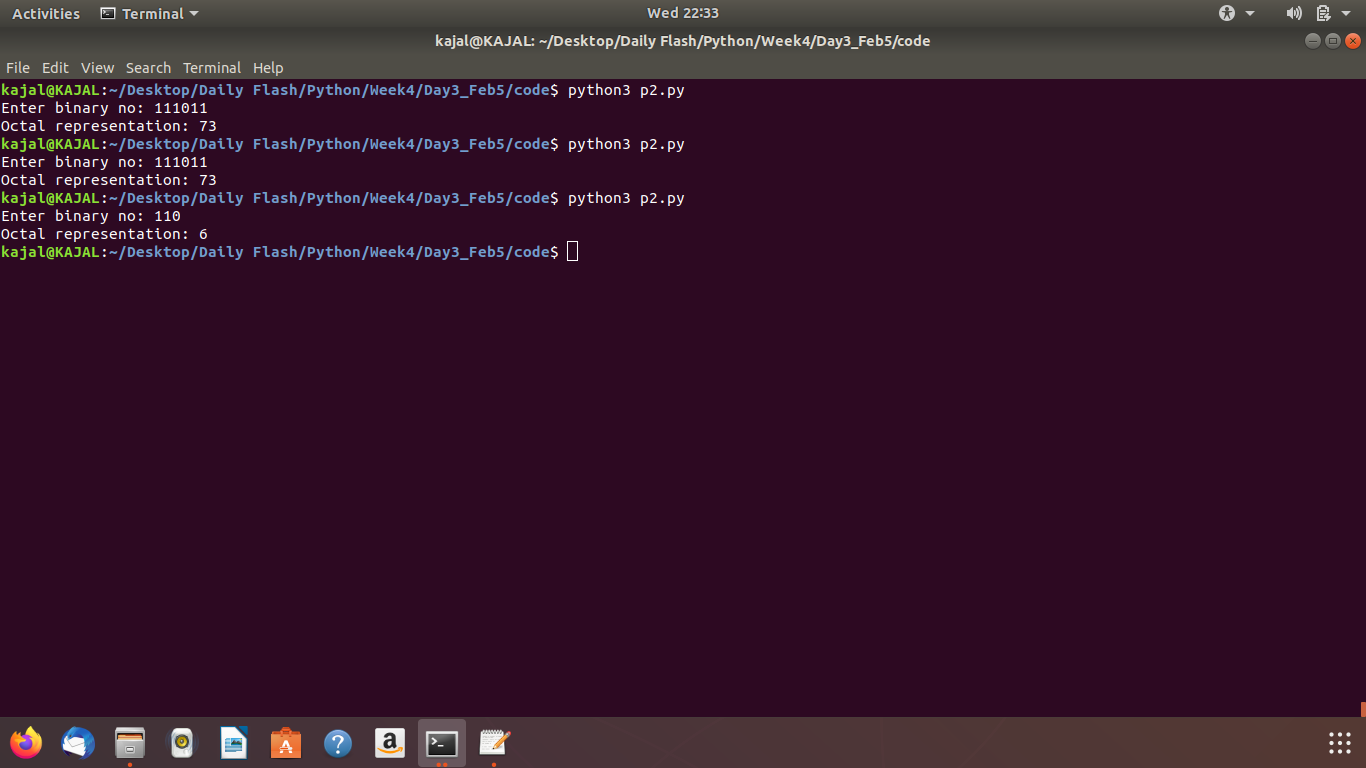 Activities Terminal Wed 22:33
kajal@KAJAL: ~/Desktop/Daily Flash/Python/Week4/Day3_Feb5/code
File Edit View Search Terminal Help
kajal@KAJAL:~/Desktop/Daily Flash/Python/Week4/Day3_Feb5/code$ python3 p2.py
Enter binary no: 111011
Octal representation: 73
kajal@KAJAL:~/Desktop/Daily Flash/Python/Week4/Day3_Feb5/code$ python3 p2.py
Enter binary no: 111011
Octal representation: 73
kajal@KAJAL:~/Desktop/Daily Flash/Python/Week4/Day3_Feb5/code$ python3 p2.py
Enter binary no: 110
Octal representation: 6
kajal@KAJAL:~/Desktop/Daily Flash/Python/Week4/Day3_Feb5/code$